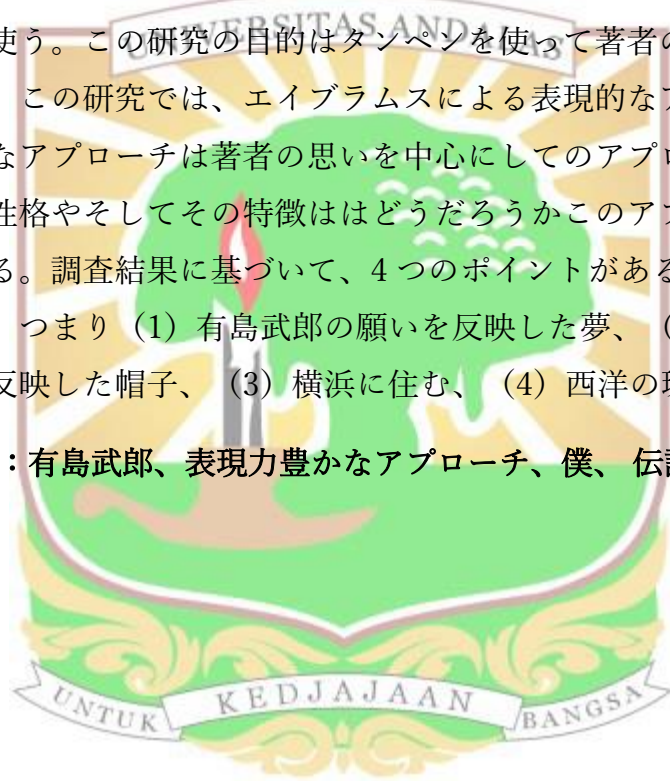 使う。この研究の目的はタンペンを使って著者の
UNIVERSITAS ANDALAS
この研究では、エイブラムスによる表現的な
なアプローチは著者の思いを中心にしてのアプロ
性格やそしてその特徴ははどうだろうかこのア
る。調査結果に基づいて、4つのポイントがある
つまり（1）有島武郎の願いを反映した夢、（
反映した帽子、（3）横浜に住む、（4）西洋の
：有島武郎、表現力豊かなアプローチ、僕、伝
UNTUK KEDJAJAAN BANGSA